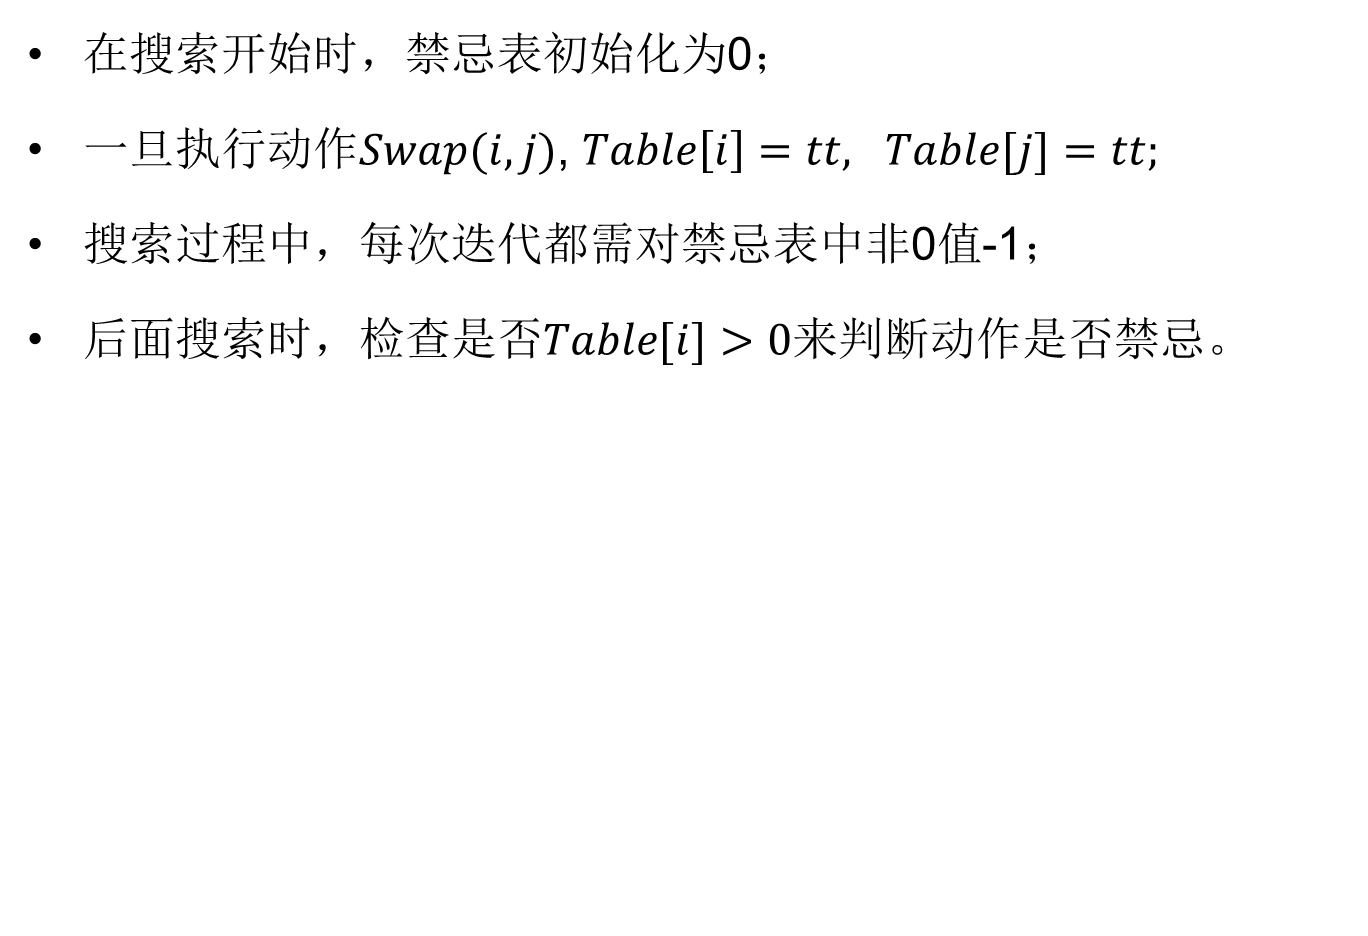 • 在搜索开始时，禁忌表初始化为0；
• 一旦执行动作Swap(i,j), Table[i] = tt, Table[j] = tt;
• 搜索过程中，每次迭代都需对禁忌表中非0值-1；
• 后面搜索时，检查是否Table[i] > 0来判断动作是否禁忌。